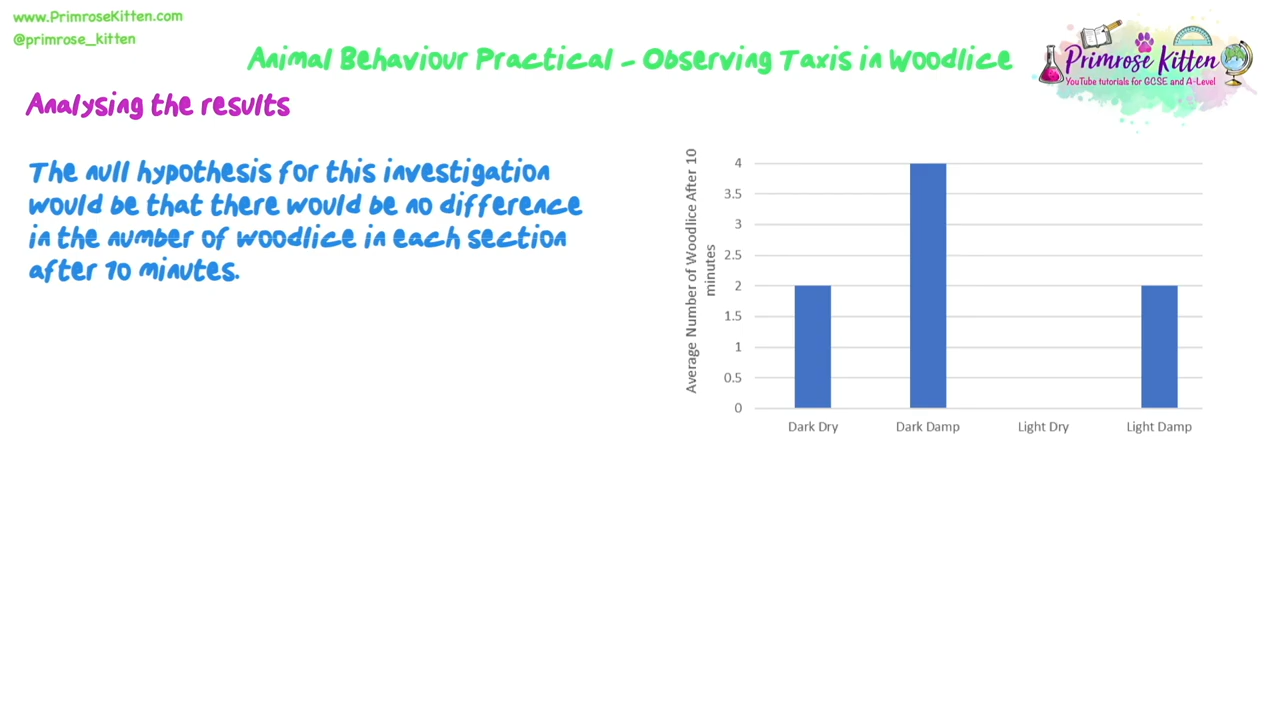 www.PrimroseKitten.com
@primrose_kitten
Animal Behaviour Practical - Observing Taxis in Woodlice
Primrose Kitten
YouTube tutorials for GCSE and A-Level
Analysing the results
The null hypothesis for this investigation
would be that there would be no difference
in the number of woodlice in each section
after 10 minutes.
Average Number of Woodlice After 10
minutes
4
3.5
3
2.5
2
1.5
1
0.5
0
Dark Dry
Dark Damp
Light Dry
Light Damp